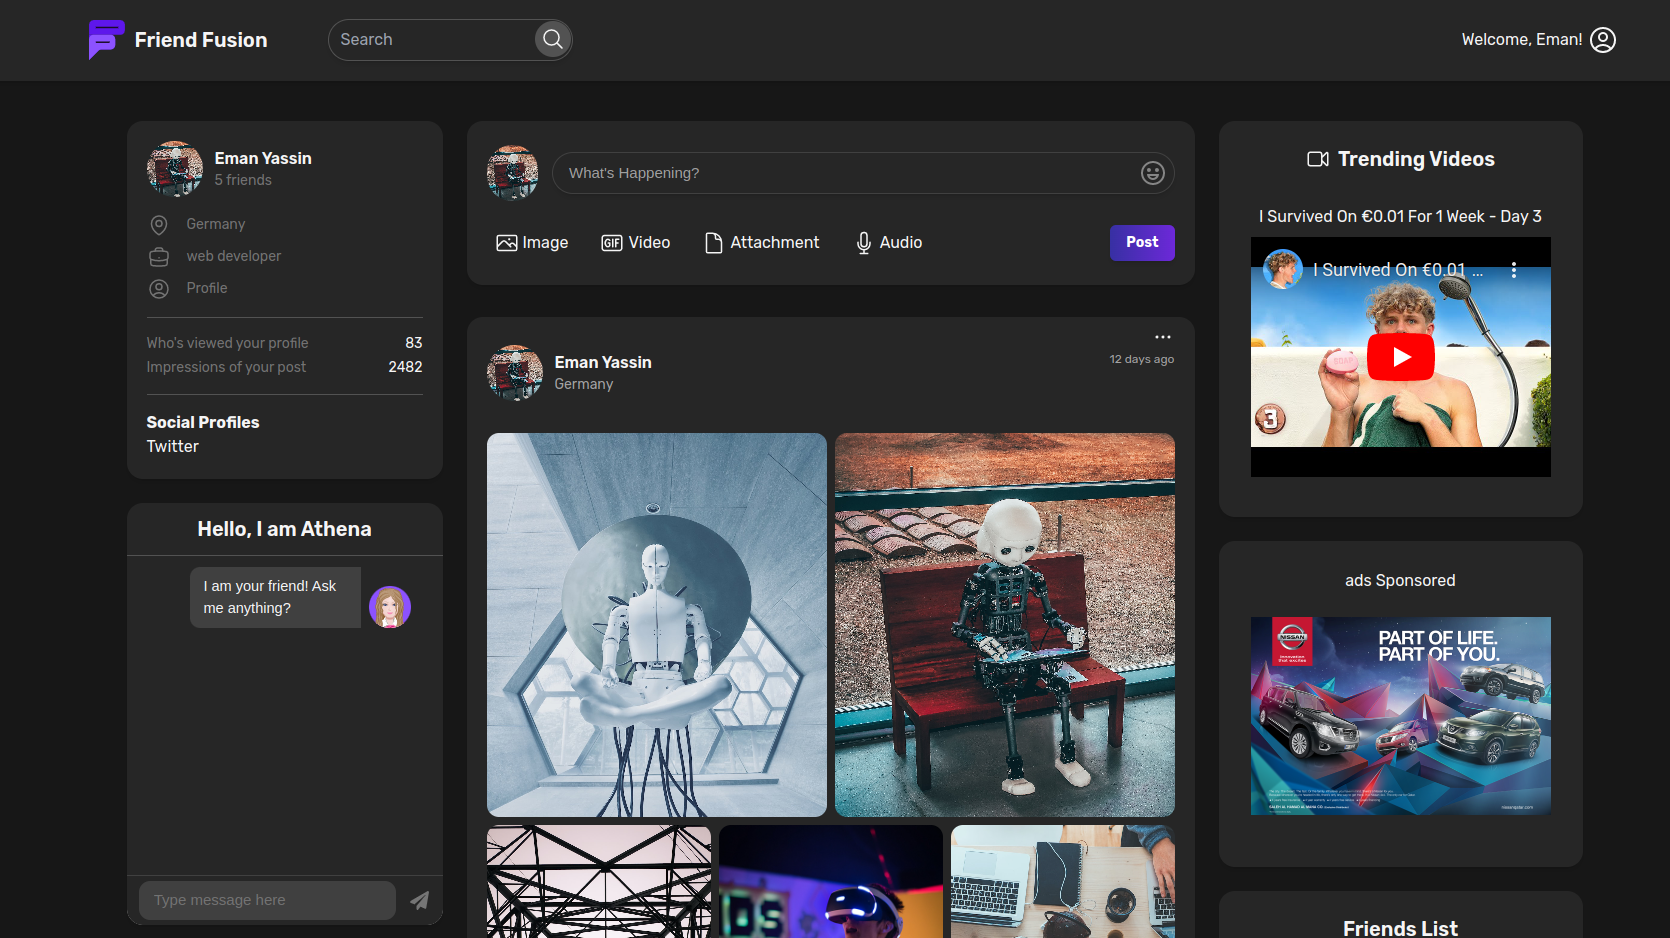 Friend Fusion
Search
Welcome, Eman!
Eman Yassin
5 friends
Germany
web developer
Profile
Who's viewed your profile 83
Impressions of your post 2482
Social Profiles
Twitter
Hello, I am Athena
I am your friend! Ask
me anything?
Type message here
What's Happening?
Image
GIF
Video
Attachment
Audio
Post
Eman Yassin
Germany
12 days ago
Trending Videos
I Survived On €0.01 For 1 Week - Day 3
I Survived On €0.01 ...
SOAP
3
ads Sponsored
NISSAN
Innovation
that excites
PART OF LIFE.
PART OF YOU.
Friends List